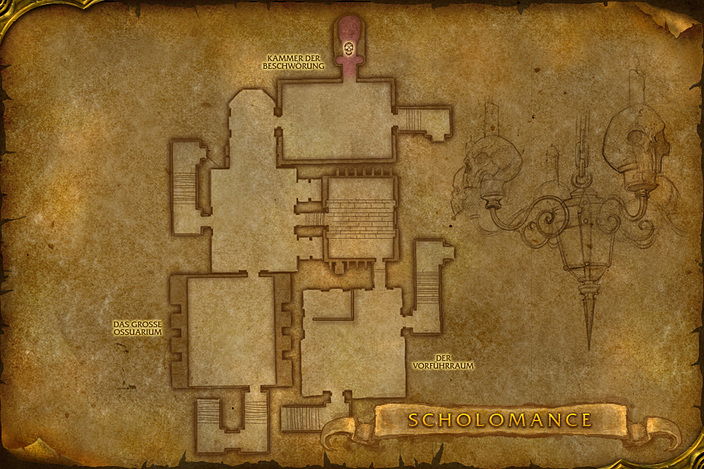 KAMMER DER
BESCHWÖRUNG
DAS GROSSE
OSSUARIUM
DER
VORFÜHRRAUM
SCHOLOMANCE